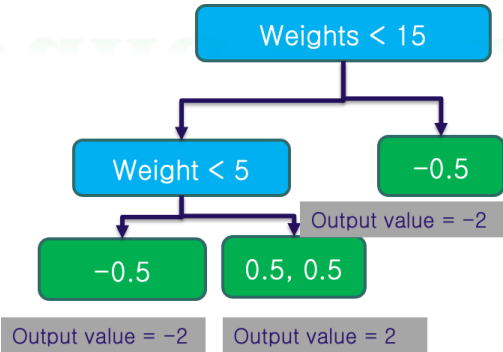 Weights < 15
Weight < 5
-0.5
Output value = -2
-0.5
0.5, 0.5
Output value = -2
Output value = 2